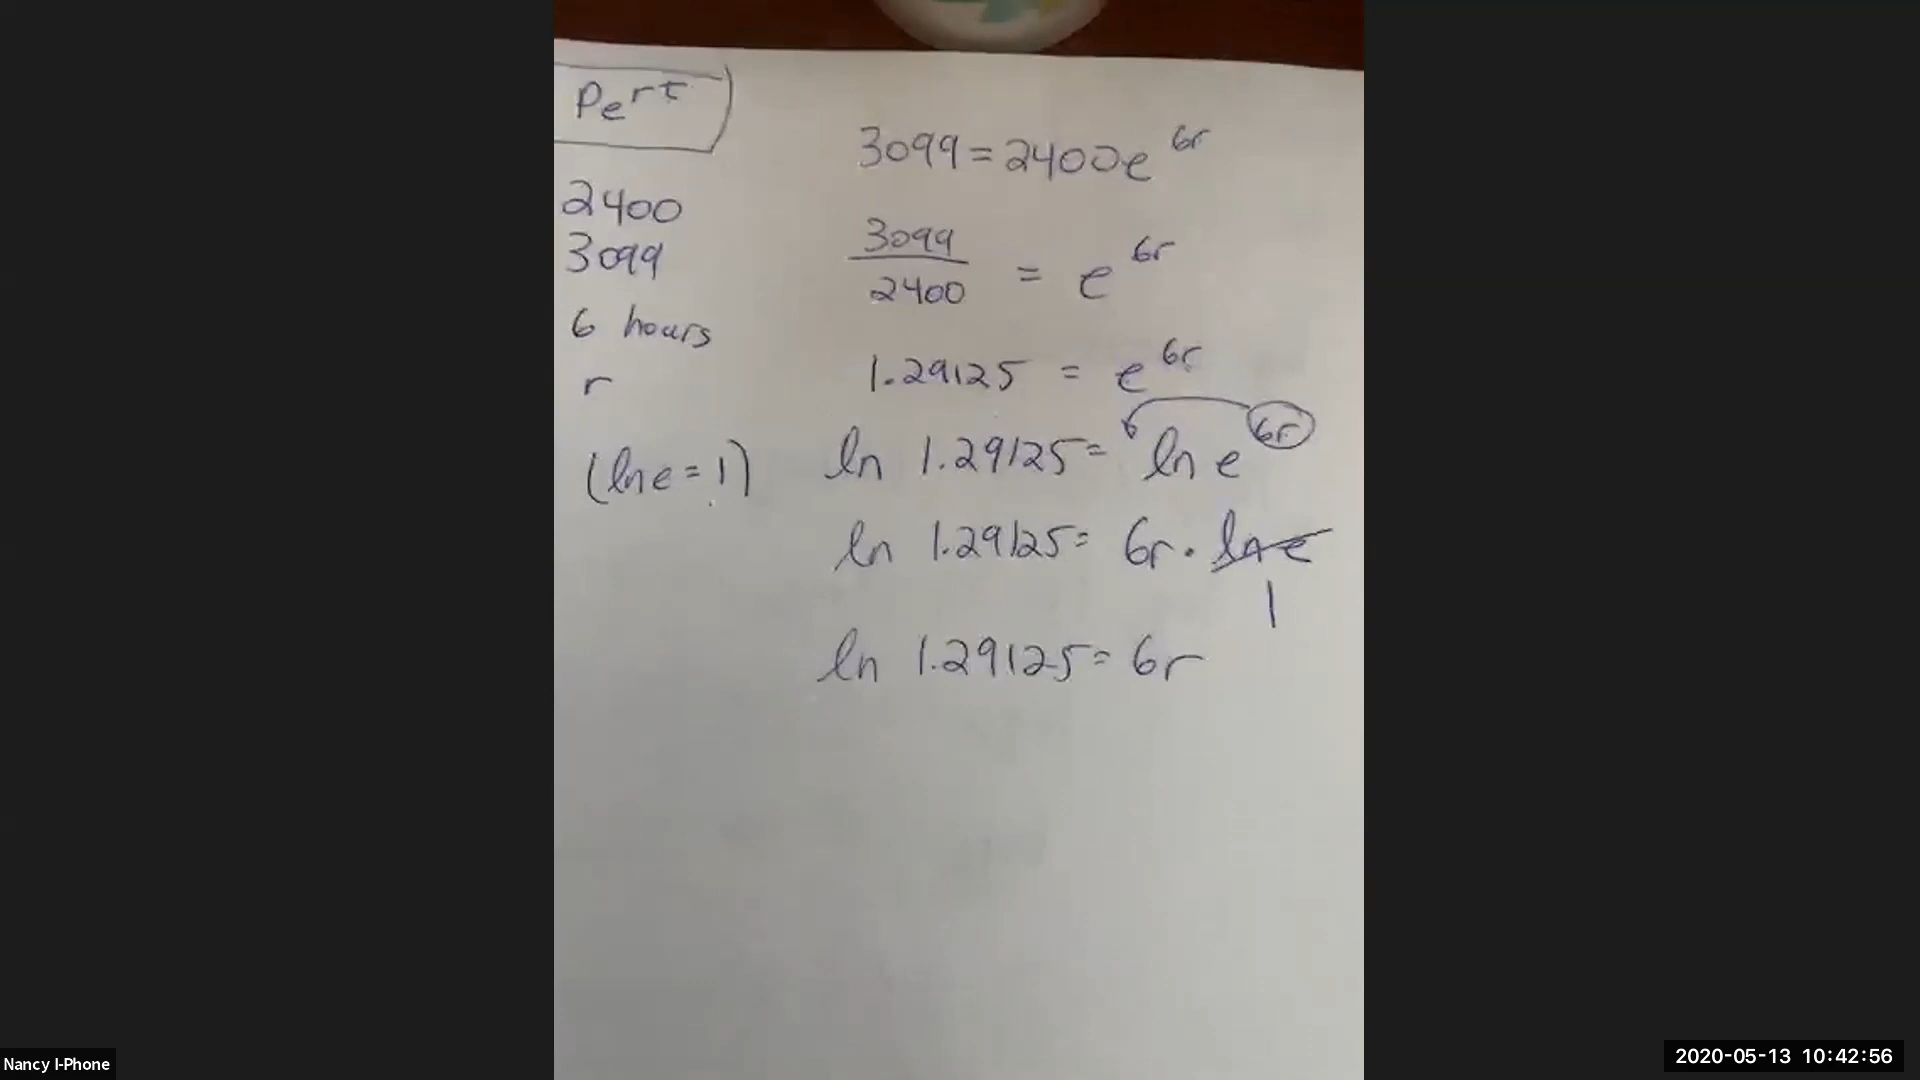 Pe^rt
2400
3099
6 hours
r
(ln e = 1)
3099 = 2400e^6r
3099
2400
= e^6r
1.29125 = e^6r
ln 1.29125 = ln e^6r
ln 1.29125 = 6r · ln e
1
ln 1.29125 = 6r
Nancy I-Phone
2020-05-13 10:42:56